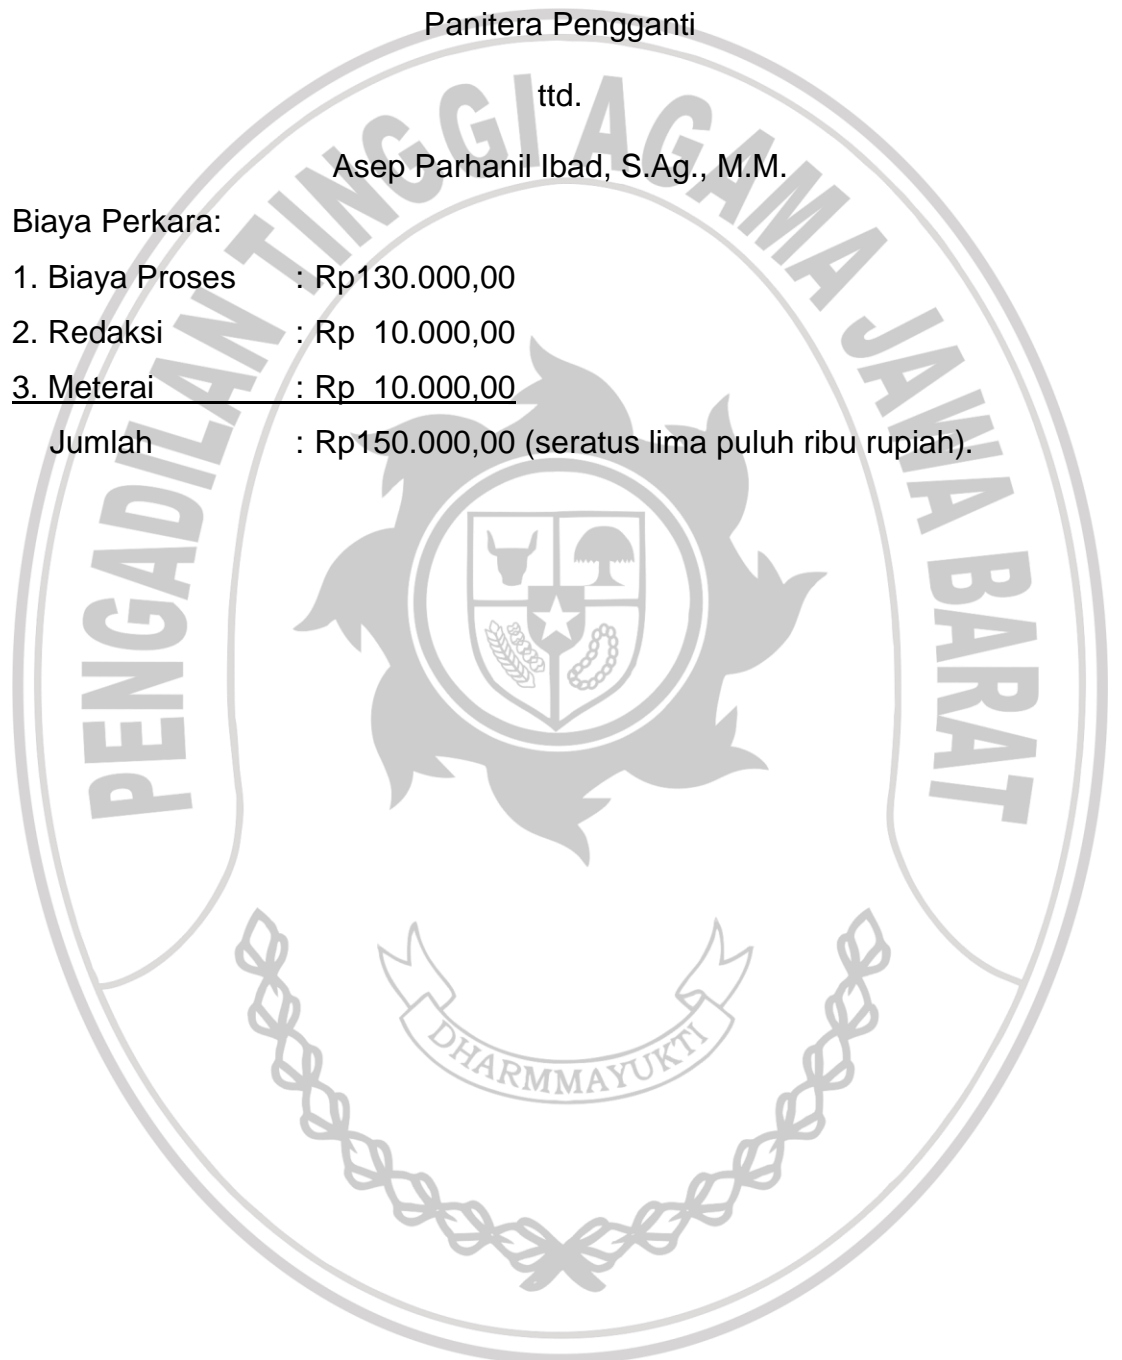 Panitera Pengganti
ttd.
Asep Parhanil Ibad, S.Ag., M.M.
Biaya Perkara:
1. Biaya Proses : Rp130.000,00
2. Redaksi : Rp 10.000,00
3. Meterai : Rp 10.000,00
Jumlah : Rp150.000,00 (seratus lima puluh ribu rupiah).
PENGADILAN TINGGI AGAMA JAWA BARAT
DHARMMAYUKTI